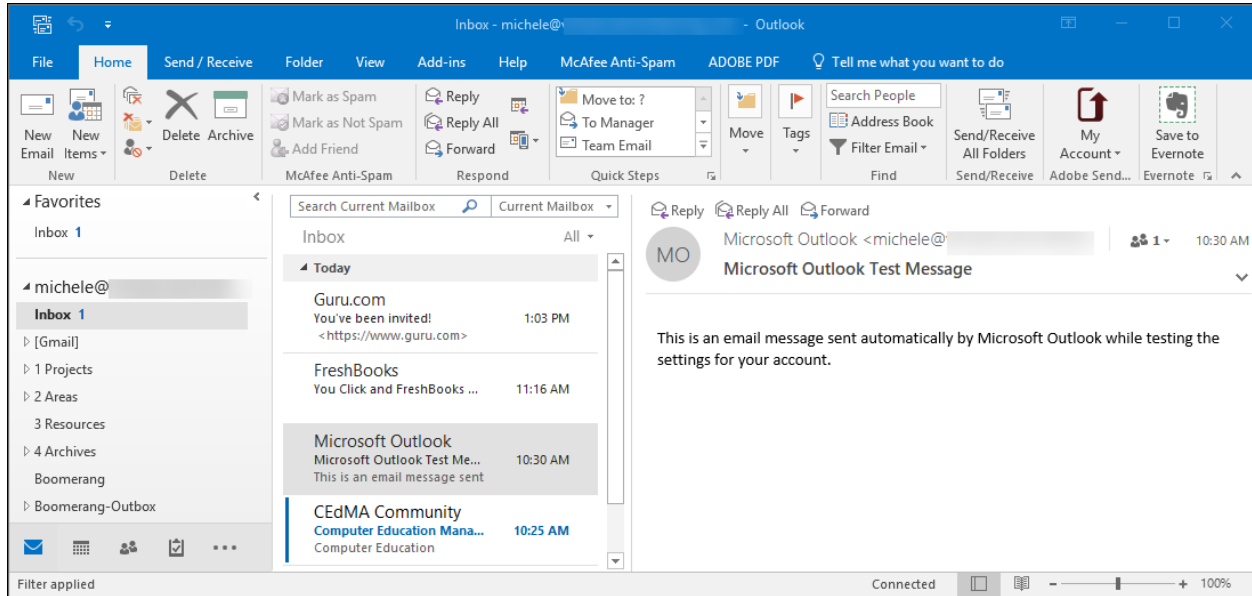 Inbox - michele@ - Outlook
File Home Send / Receive Folder View Add-ins Help McAfee Anti-Spam ADOBE PDF Tell me what you want to do
New Email
New Items
New
Delete Archive
Delete
Mark as Spam
Mark as Not Spam
Add Friend
McAfee Anti-Spam
Reply
Reply All
Forward
Respond
Move to: ?
To Manager
Team Email
Quick Steps
Move
Tags
Search People
Address Book
Filter Email
Find
Send/Receive
All Folders
Send/Receive
My
Account
Adobe Send...
Save to
Evernote
Evernote
Favorites
Inbox 1
michele@
Inbox 1
[Gmail]
1 Projects
2 Areas
3 Resources
4 Archives
Boomerang
Boomerang-Outbox
Search Current Mailbox Current Mailbox
Inbox All
Today
Guru.com
You've been invited! 1:03 PM
<https://www.guru.com>
FreshBooks
You Click and FreshBooks ... 11:16 AM
Microsoft Outlook
Microsoft Outlook Test Me... 10:30 AM
This is an email message sent
CEdMA Community
Computer Education Mana... 10:25 AM
Computer Education
Reply Reply All Forward
MO
Microsoft Outlook <michele@ 1 10:30 AM
Microsoft Outlook Test Message
This is an email message sent automatically by Microsoft Outlook while testing the
settings for your account.
Filter applied
Connected
100%